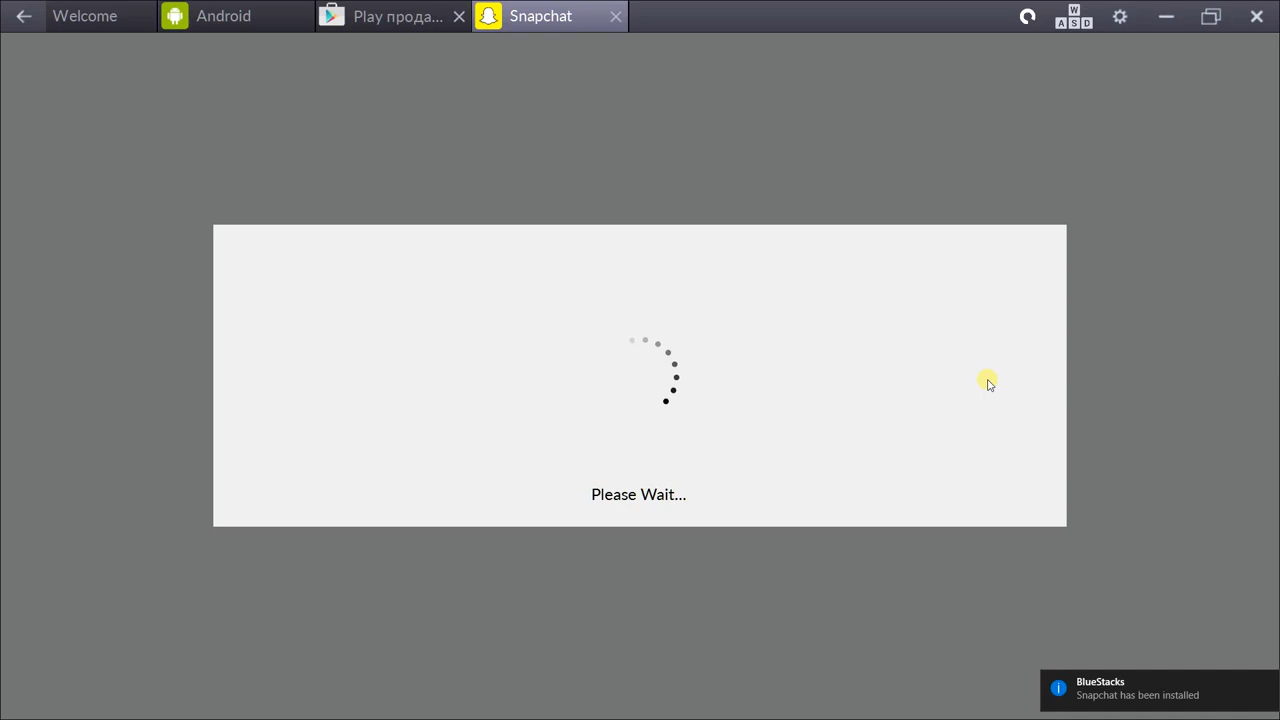 Welcome
Android
Play прода...
Snapchat
W
A S D
Please Wait...
BlueStacks
Snapchat has been installed